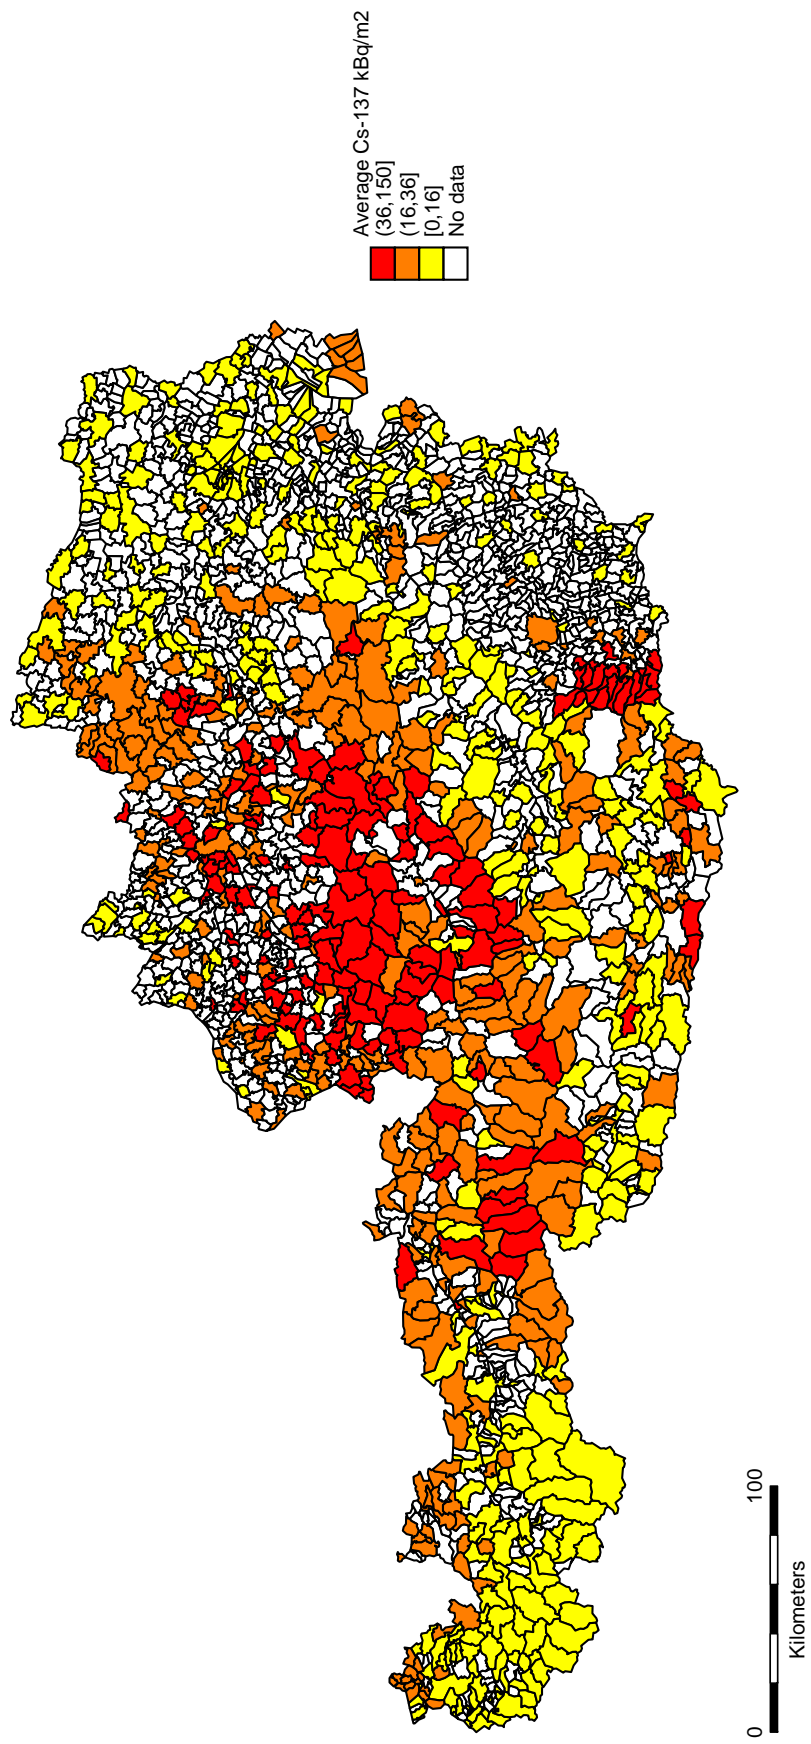 Average Cs-137 kBq/m2
(36,150]
(16,36]
[0,16]
No data
0
100
Kilometers